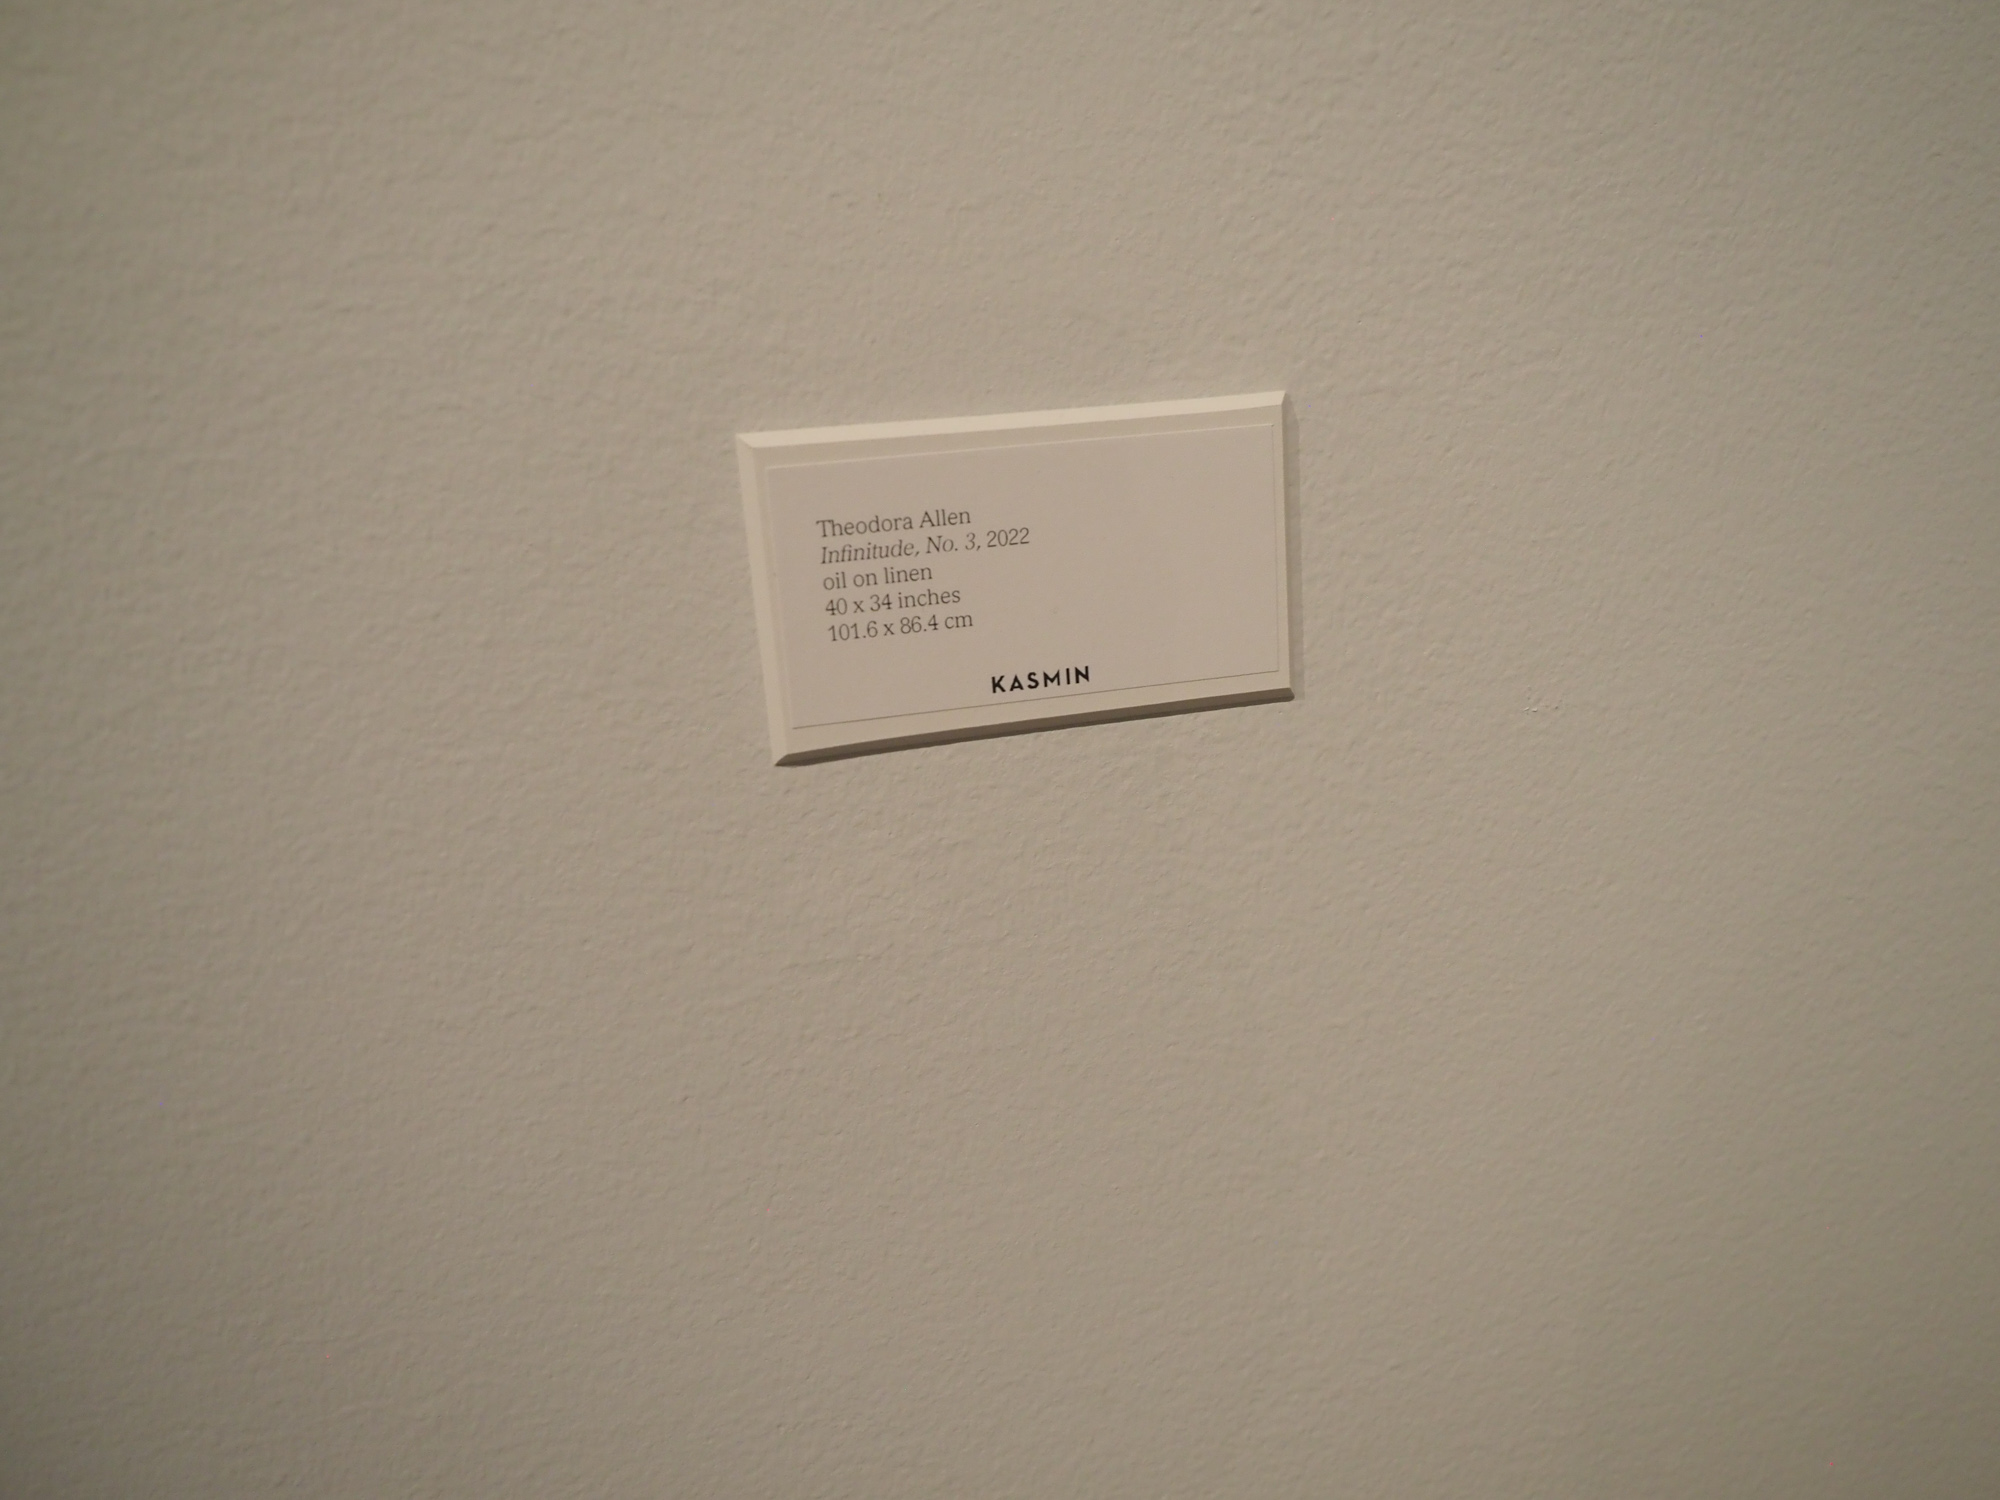 Theodora Allen
Infinitude, No. 3, 2022
oil on linen
40 x 34 inches
101.6 x 86.4 cm
KASMIN